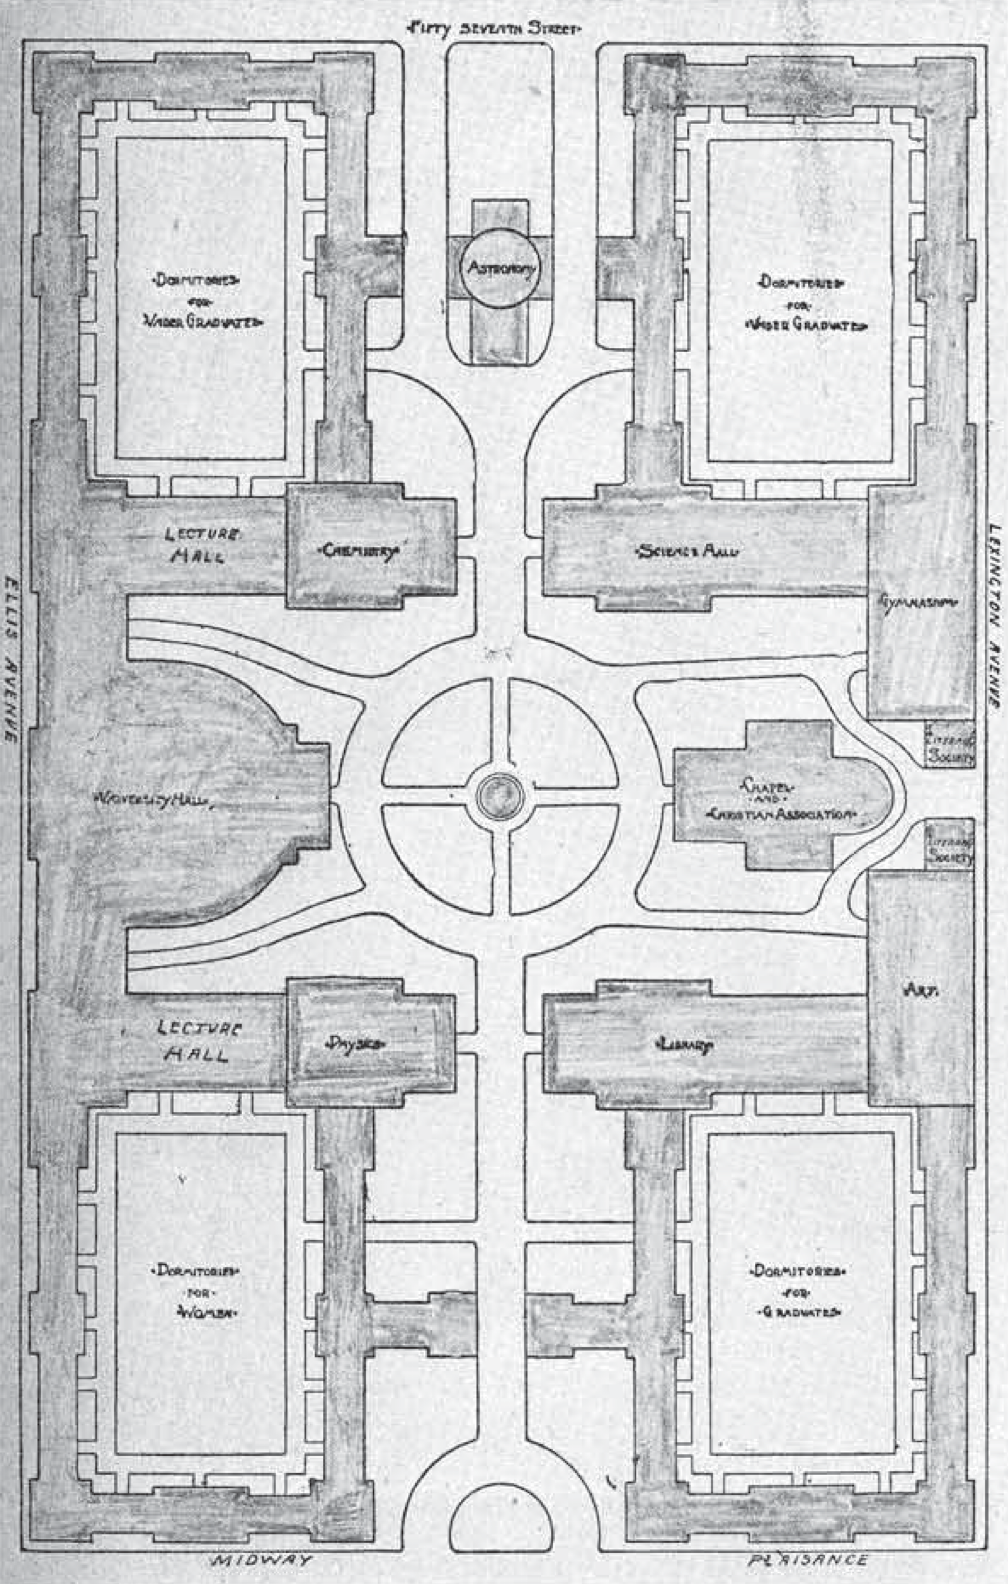 ·FIFTY SEVENTH STREET·
·ASTRONOMY·
·DORMITORIES·
·FOR·
·UNDER GRADUATES·
·DORMITORIES·
·FOR·
·UNDER GRADUATES·
LECTURE
HALL
·CHEMISTRY·
·SCIENCE HALL·
·GYMNASIUM·
ELLIS AVENUE
LEXINGTON AVENUE
·LITERARY·
SOCIETY
·UNIVERSITY HALL·
·CHAPEL·
·AND·
·CHRISTIAN ASSOCIATION·
·LITERARY·
SOCIETY
·ART·
LECTURE
HALL
·PHYSICS·
·LIBRARY·
·DORMITORIES·
·FOR·
·WOMEN·
·DORMITORIES·
·FOR·
·GRADUATES·
MIDWAY PLAISANCE